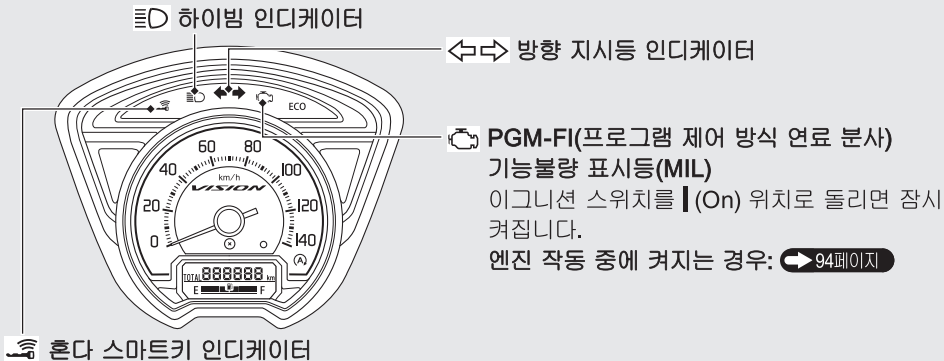 하이빔 인디케이터
방향 지시등 인디케이터
PGM-FI(프로그램 제어 방식 연료 분사)
기능불량 표시등(MIL)
이그니션 스위치를 (On) 위치로 돌리면 잠시
켜집니다.
엔진 작동 중에 켜지는 경우: 94페이지
ECO
60 80
40 100
km/h
VISION
20 120
0 140
A
TOTAL 888888 km
E F
혼다 스마트키 인디케이터